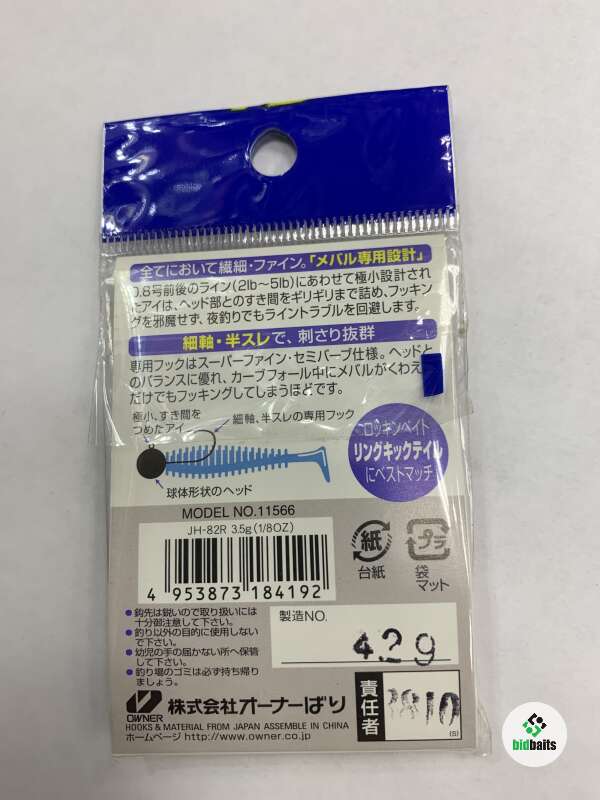 全てにおいて繊細・ファイン。「メバル専用設計」
0.8号前後のライン(2lb～5lb)にあわせて極小設計され
たアイは、ヘッド部とのすき間をギリギリまで詰め、フッキン
グを邪魔せず、夜釣りでもライントラブルを回避します。
細軸・半スレで、刺さり抜群
専用フックはスーパーファイン・セミバーブ仕様。ヘッドと
のバランスに優れ、カーブフォール中にメバルがくわえ
だけでもフッキングしてしまうほどです。
極小、すき間を
つめたアイ
細軸、半スレの専用フック
ロッキンベイト
リングキックテイル
にベストマッチ
球体形状のヘッド
MODEL NO.11566
JH-82R 3.5g(1/8OZ)
4 953873 184192
紙
台紙
プラ
袋
マット
●鈎先は鋭いので取り扱いには
十分御注意して下さい。
●釣り以外の目的に使用しない
で下さい。
●幼児の手の届かない所へ保管
して下さい。
●釣り場のゴミは必ず持ち帰り
ましょう。
製造NO.
429
OWNER
株式会社オーナーばり
HOOKS & MATERIAL FROM JAPAN ASSEMBLE IN CHINA
ホームページ http://www.owner.co.jp
責任者
(S)
bidbaits